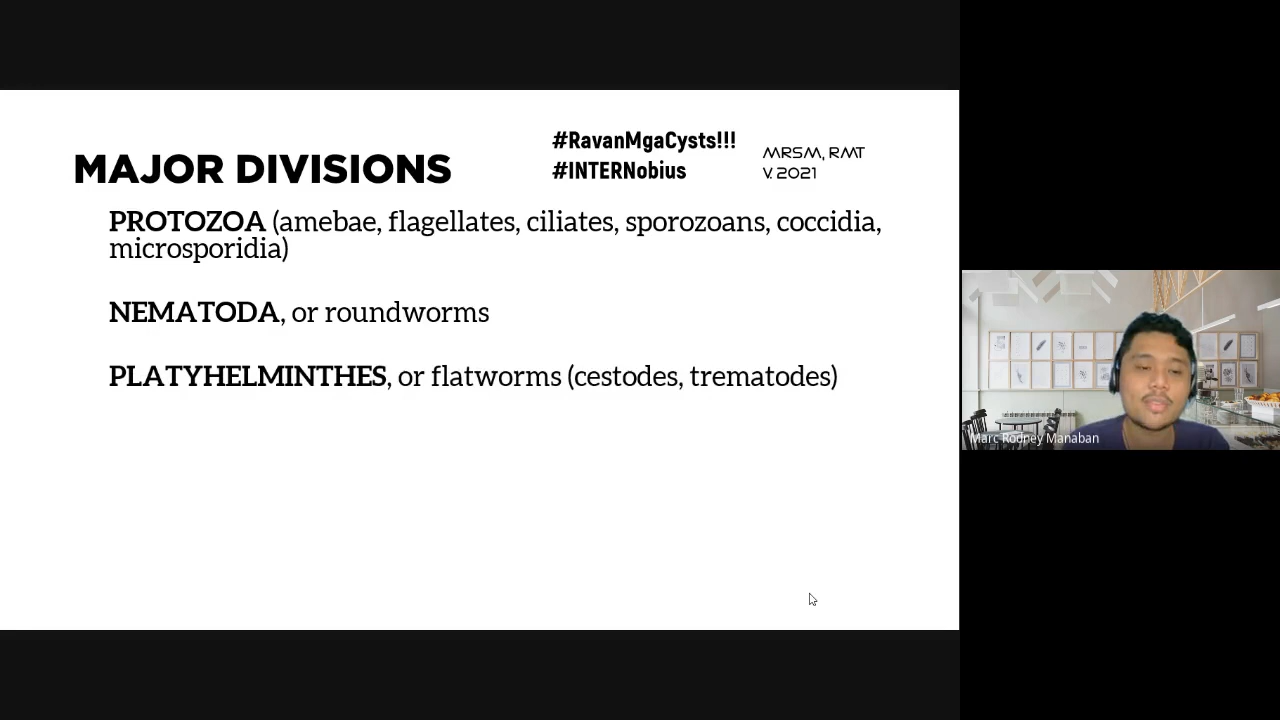 MAJOR DIVISIONS
#RavanMgaCysts!!!
#INTERNobius
MRSM, RMT
V. 2021
PROTOZOA (amebae, flagellates, ciliates, sporozoans, coccidia,
microsporidia)
NEMATODA, or roundworms
PLATYHELMINTHES, or flatworms (cestodes, trematodes)
Marc Rodney Manaban